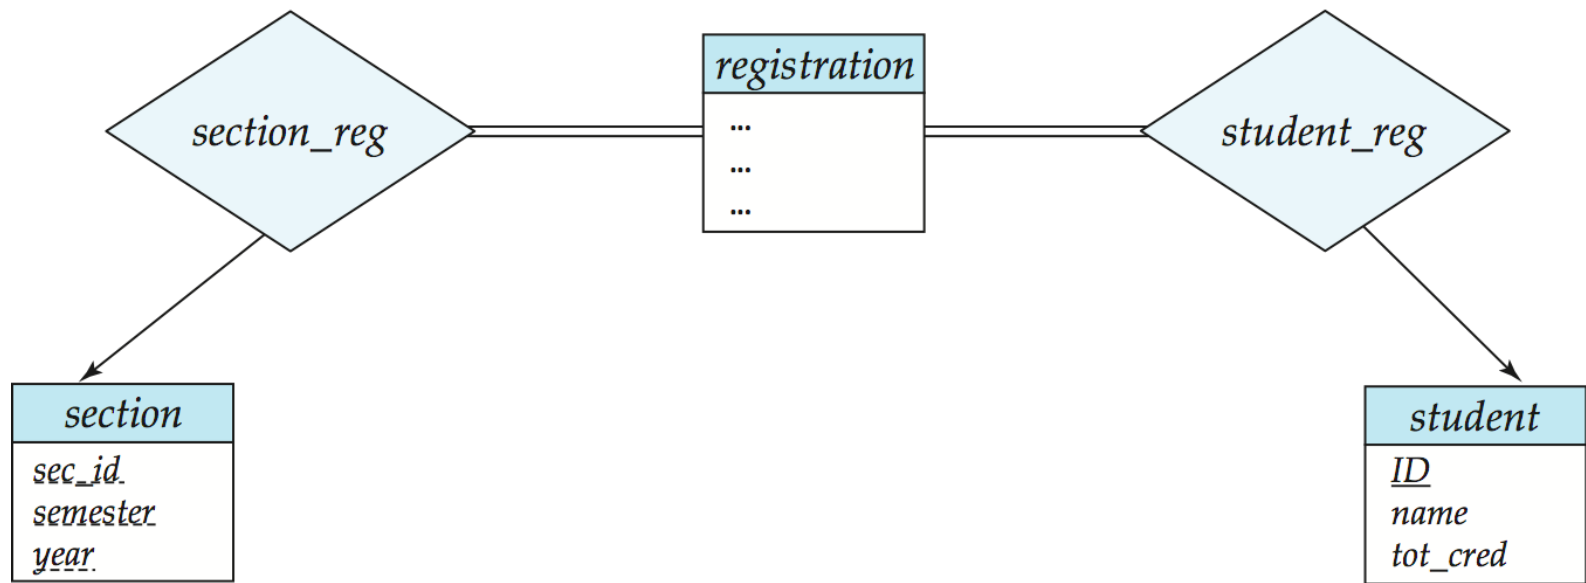 section_reg
registration
...
...
...
student_reg
section
sec_id
semester
year
student
ID
name
tot_cred